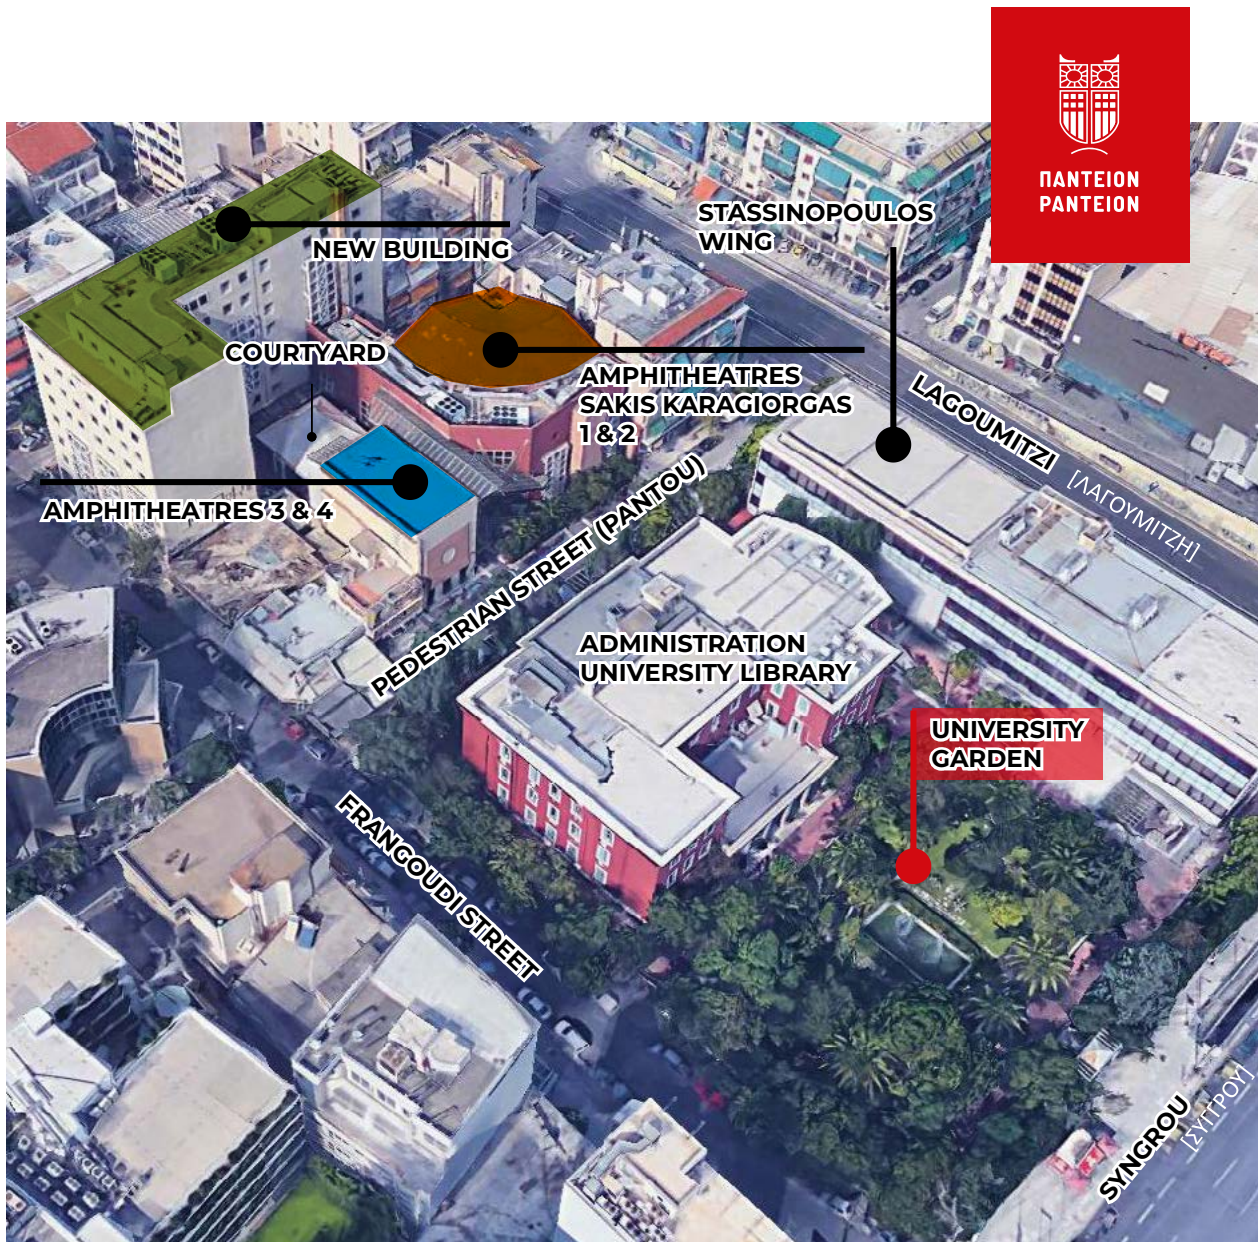 ΠΑΝΤΕΙΟΝ
PANTEION
STASSINOPOULOS
WING
NEW BUILDING
COURTYARD
AMPHITHEATRES
SAKIS KARAGIORGAS
1 & 2
LAGOUMITZI [ΛΑΓΟΥΜΙΤΖΗ]
AMPHITHEATRES 3 & 4
PEDESTRIAN STREET (PANTOU)
ADMINISTRATION
UNIVERSITY LIBRARY
UNIVERSITY
GARDEN
FRANGOUDI STREET
SYNGROU
[ΣΥΓΓΡΟΥ]